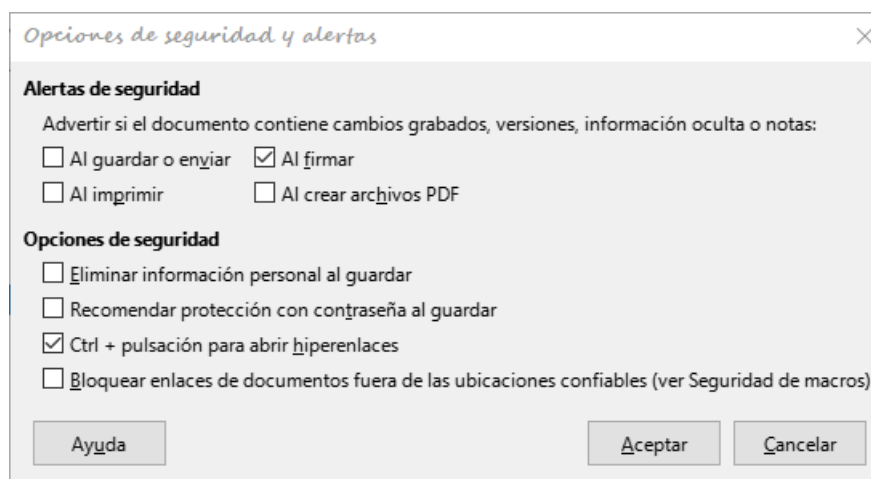 Opciones de seguridad y alertas
Alertas de seguridad
Advertir si el documento contiene cambios grabados, versiones, información oculta o notas:
Al guardar o enviar Al firmar
Al imprimir Al crear archivos PDF
Opciones de seguridad
Eliminar información personal al guardar
Recomendar protección con contraseña al guardar
Ctrl + pulsación para abrir hiperenlaces
Bloquear enlaces de documentos fuera de las ubicaciones confiables (ver Seguridad de macros)
Ayuda Aceptar Cancelar